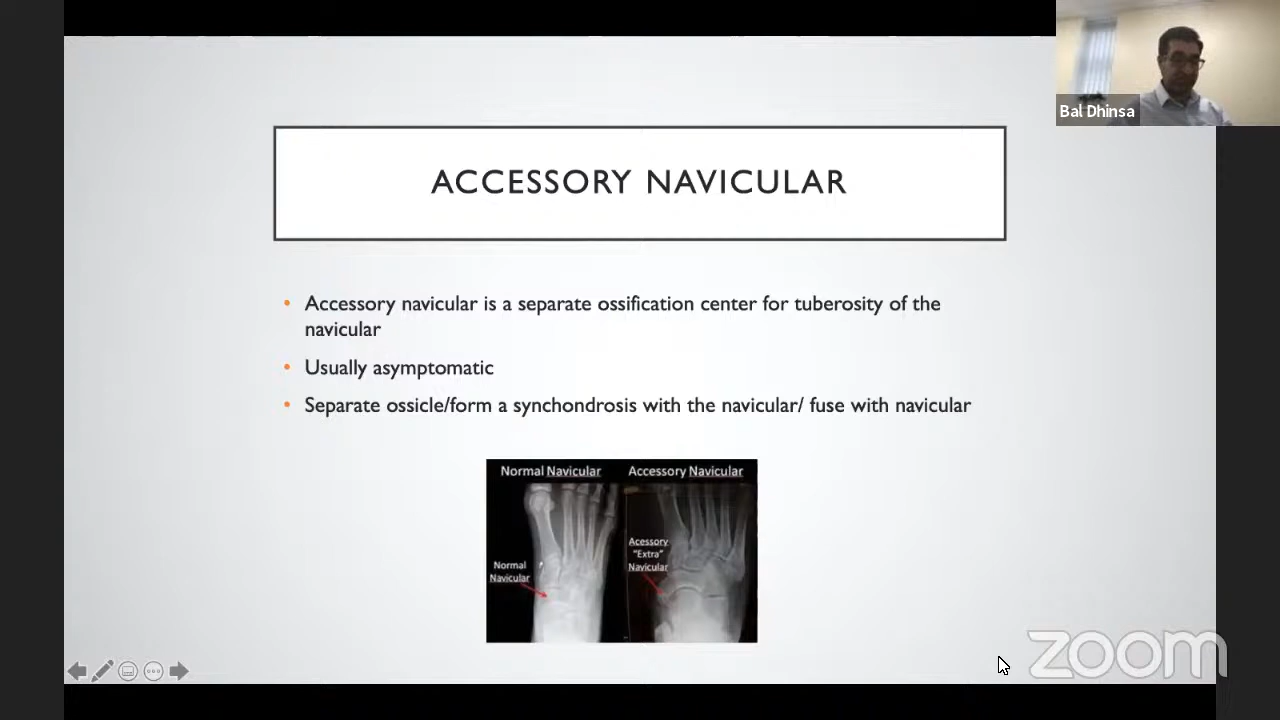 Bal Dhinsa
ACCESSORY NAVICULAR
• Accessory navicular is a separate ossification center for tuberosity of the
navicular
• Usually asymptomatic
• Separate ossicle/form a synchondrosis with the navicular/ fuse with navicular
Normal Navicular
Accessory Navicular
Normal
Navicular
Acessory
"Extra"
Navicular
zoom